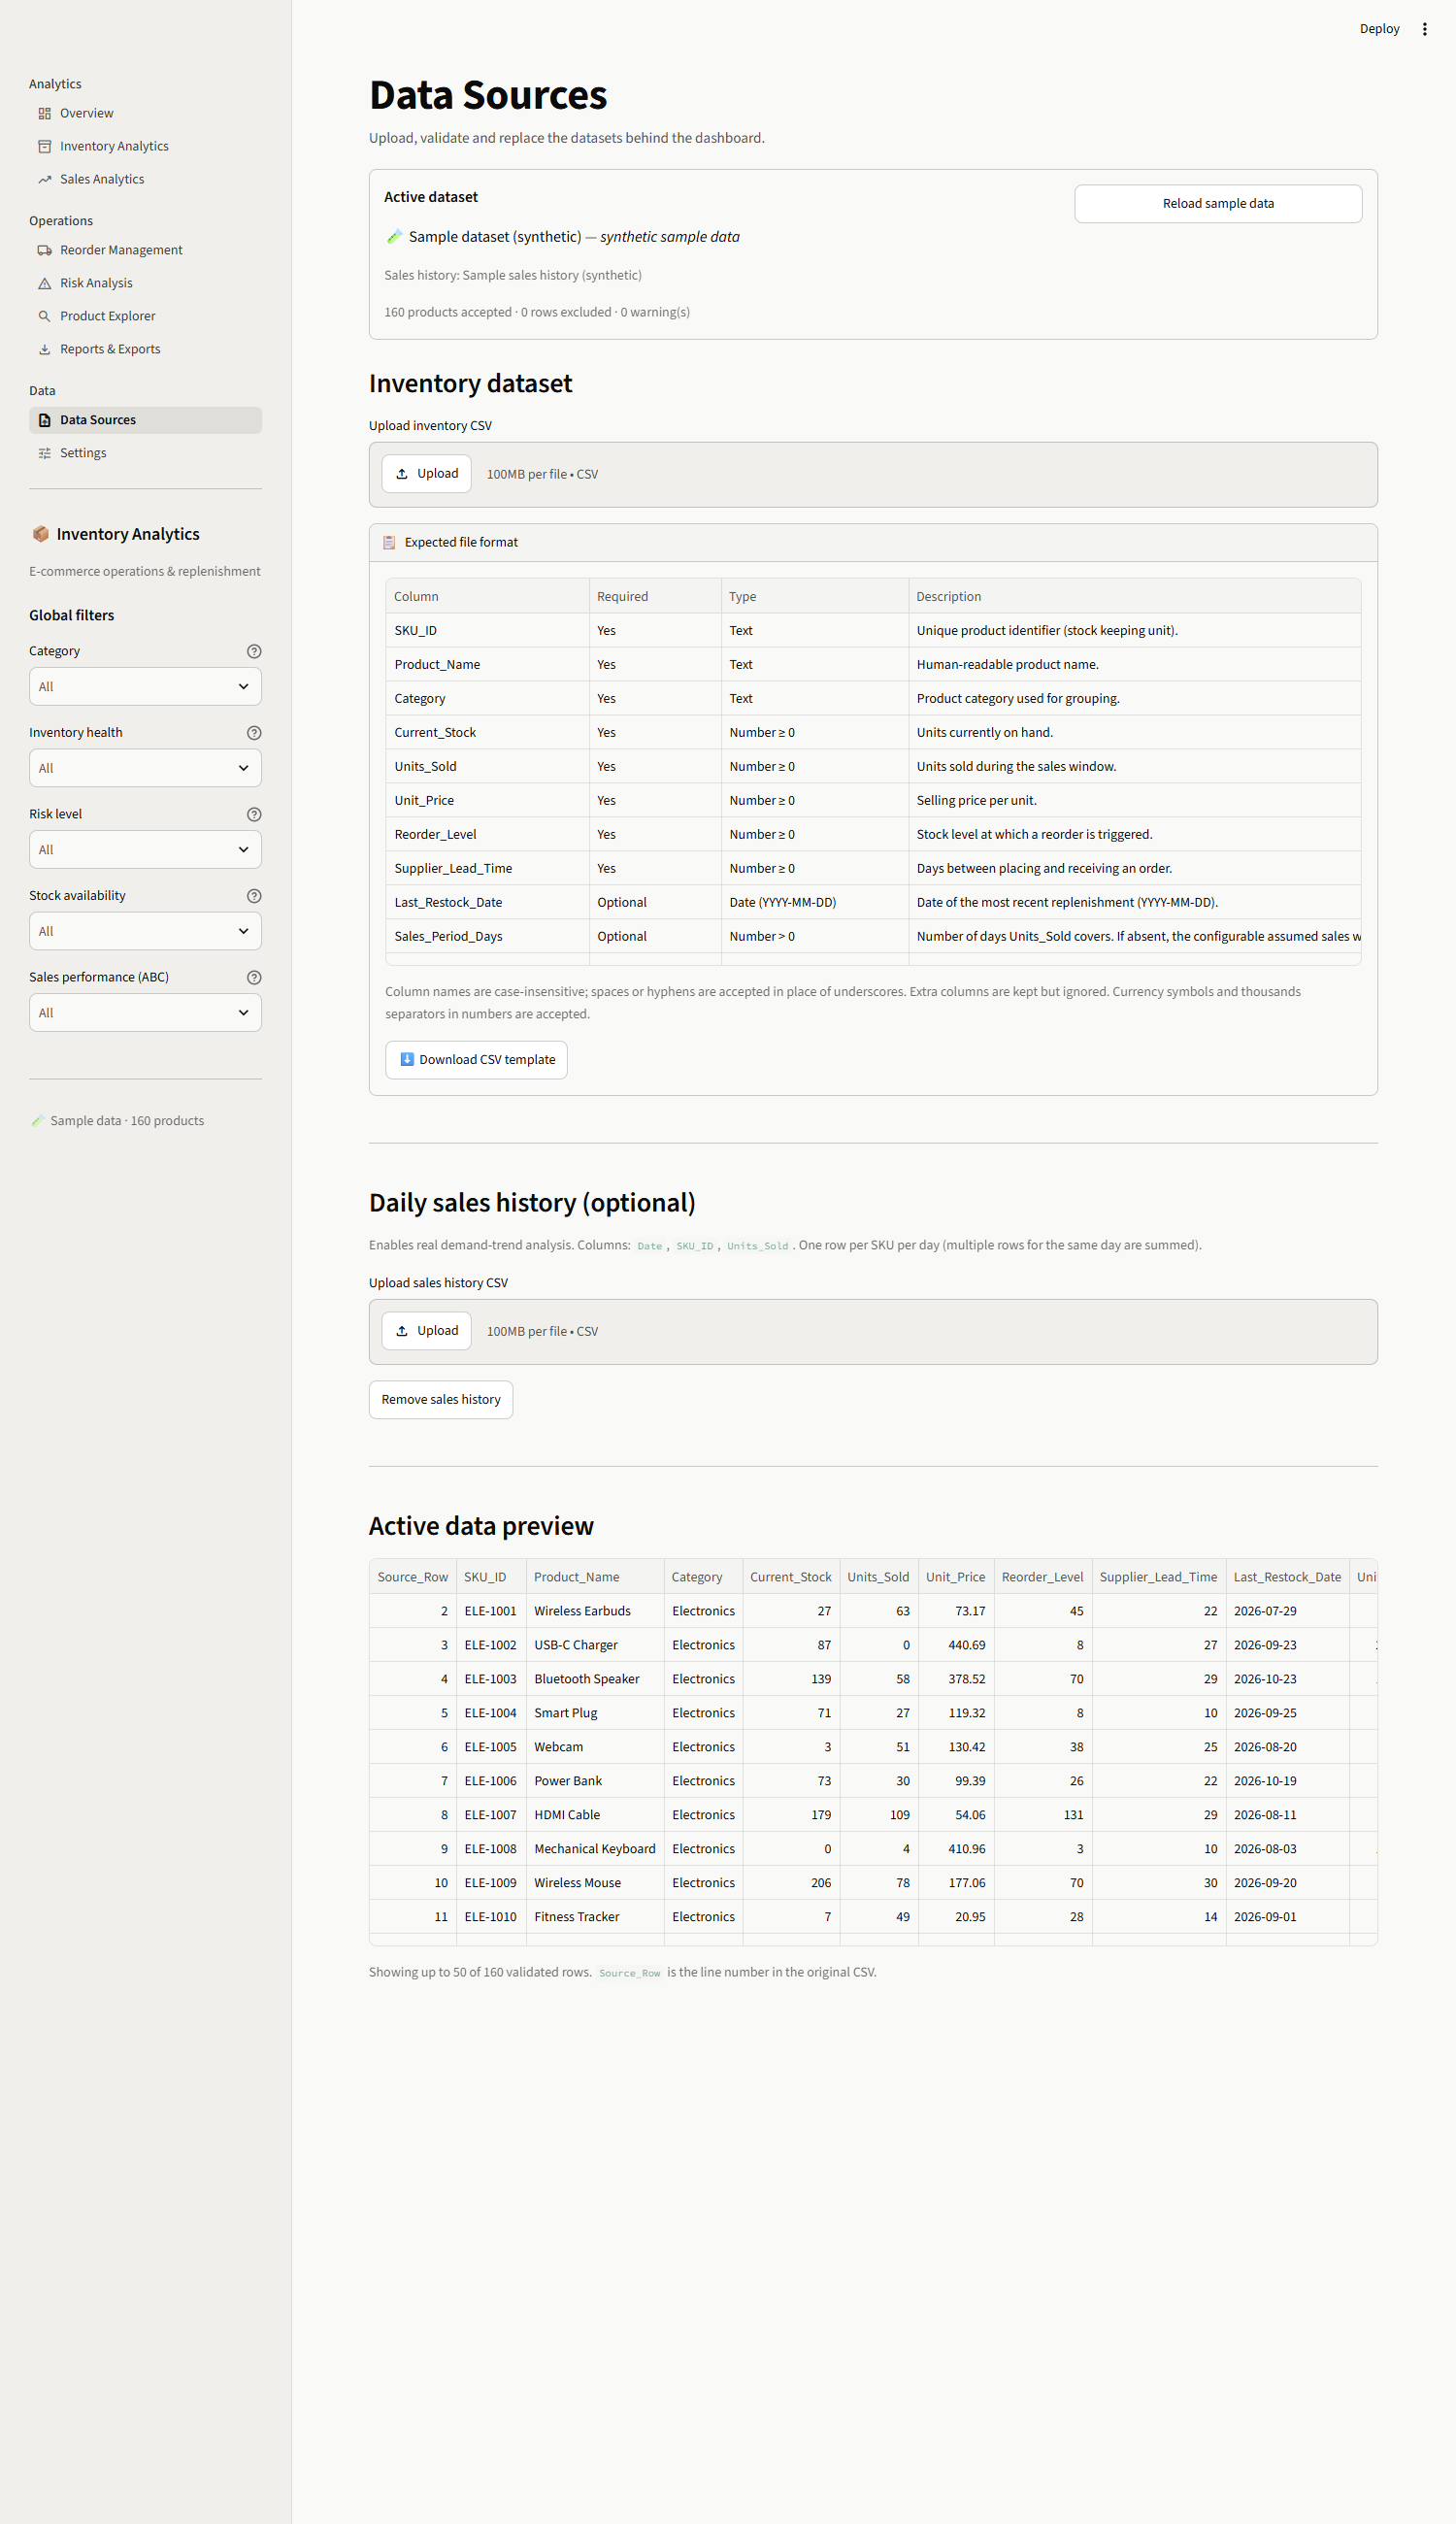 Deploy
Analytics
Overview
Inventory Analytics
Sales Analytics
Operations
Reorder Management
Risk Analysis
Product Explorer
Reports & Exports
Data
Data Sources
Settings
Inventory Analytics
E-commerce operations & replenishment
Global filters
Category
All
Inventory health
All
Risk level
All
Stock availability
All
Sales performance (ABC)
All
Sample data · 160 products
Data Sources
Upload, validate and replace the datasets behind the dashboard.
Active dataset
Reload sample data
Sample dataset (synthetic) — synthetic sample data
Sales history: Sample sales history (synthetic)
160 products accepted · 0 rows excluded · 0 warning(s)
Inventory dataset
Upload inventory CSV
Upload 100MB per file • CSV
Expected file format
Column Required Type Description
SKU_ID Yes Text Unique product identifier (stock keeping unit).
Product_Name Yes Text Human-readable product name.
Category Yes Text Product category used for grouping.
Current_Stock Yes Number ≥ 0 Units currently on hand.
Units_Sold Yes Number ≥ 0 Units sold during the sales window.
Unit_Price Yes Number ≥ 0 Selling price per unit.
Reorder_Level Yes Number ≥ 0 Stock level at which a reorder is triggered.
Supplier_Lead_Time Yes Number ≥ 0 Days between placing and receiving an order.
Last_Restock_Date Optional Date (YYYY-MM-DD) Date of the most recent replenishment (YYYY-MM-DD).
Sales_Period_Days Optional Number > 0 Number of days Units_Sold covers. If absent, the configurable assumed sales w
Column names are case-insensitive; spaces or hyphens are accepted in place of underscores. Extra columns are kept but ignored. Currency symbols and thousands
separators in numbers are accepted.
Download CSV template
Daily sales history (optional)
Enables real demand-trend analysis. Columns: Date , SKU_ID , Units_Sold . One row per SKU per day (multiple rows for the same day are summed).
Upload sales history CSV
Upload 100MB per file • CSV
Remove sales history
Active data preview
Source_Row SKU_ID Product_Name Category Current_Stock Units_Sold Unit_Price Reorder_Level Supplier_Lead_Time Last_Restock_Date Uni
2 ELE-1001 Wireless Earbuds Electronics 27 63 73.17 45 22 2026-07-29
3 ELE-1002 USB-C Charger Electronics 87 0 440.69 8 27 2026-09-23
4 ELE-1003 Bluetooth Speaker Electronics 139 58 378.52 70 29 2026-10-23
5 ELE-1004 Smart Plug Electronics 71 27 119.32 8 10 2026-09-25
6 ELE-1005 Webcam Electronics 3 51 130.42 38 25 2026-08-20
7 ELE-1006 Power Bank Electronics 73 30 99.39 26 22 2026-10-19
8 ELE-1007 HDMI Cable Electronics 179 109 54.06 131 29 2026-08-11
9 ELE-1008 Mechanical Keyboard Electronics 0 4 410.96 3 10 2026-08-03
10 ELE-1009 Wireless Mouse Electronics 206 78 177.06 70 30 2026-09-20
11 ELE-1010 Fitness Tracker Electronics 7 49 20.95 28 14 2026-09-01
Showing up to 50 of 160 validated rows. Source_Row is the line number in the original CSV.